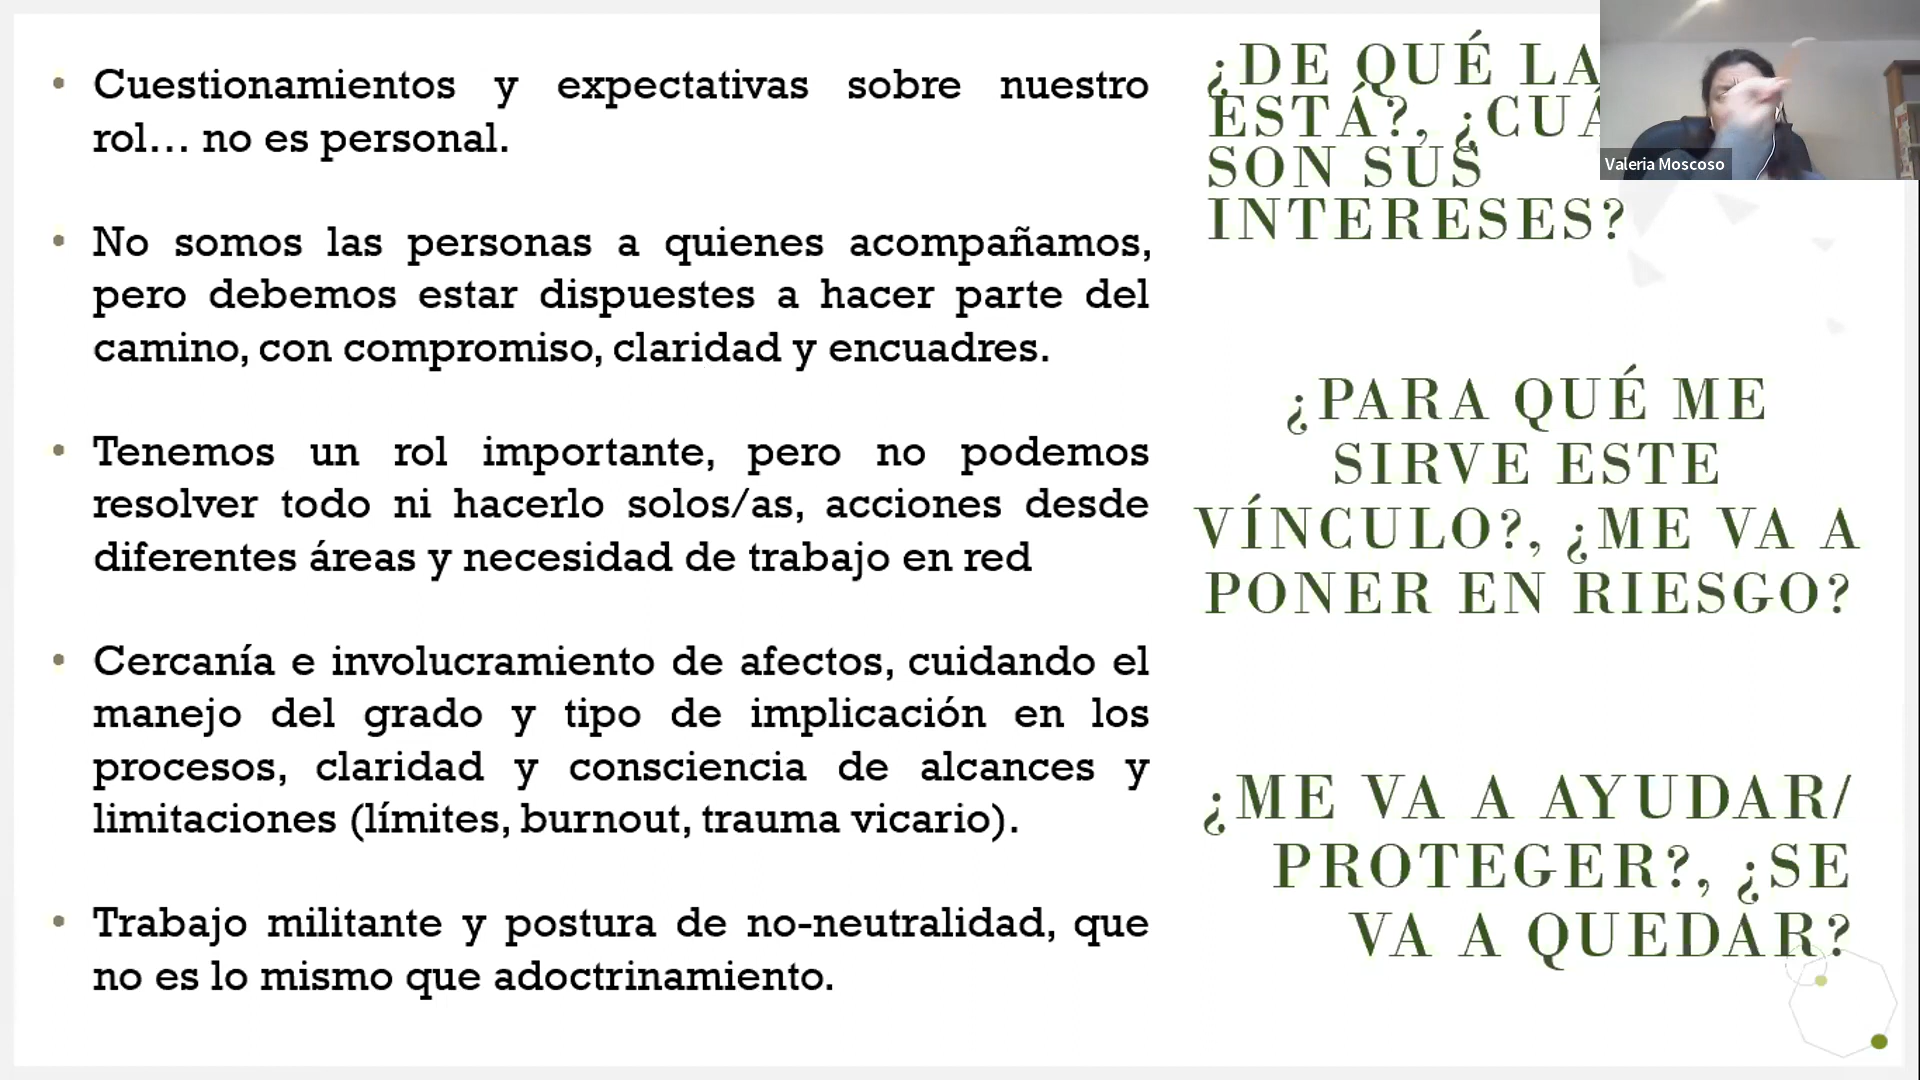 • Cuestionamientos y expectativas sobre nuestro
rol... no es personal.
• No somos las personas a quienes acompañamos,
pero debemos estar dispuestes a hacer parte del
camino, con compromiso, claridad y encuadres.
• Tenemos un rol importante, pero no podemos
resolver todo ni hacerlo solos/as, acciones desde
diferentes áreas y necesidad de trabajo en red
• Cercanía e involucramiento de afectos, cuidando el
manejo del grado y tipo de implicación en los
procesos, claridad y consciencia de alcances y
limitaciones (límites, burnout, trauma vicario).
• Trabajo militante y postura de no-neutralidad, que
no es lo mismo que adoctrinamiento.
¿DE QUÉ LA
ESTÁ?, ¿CUÁ
SON SUS
INTERESES?
¿PARA QUÉ ME
SIRVE ESTE
VÍNCULO?, ¿ME VA A
PONER EN RIESGO?
¿ME VA A AYUDAR/
PROTEGER?, ¿SE
VA A QUEDAR?
Valeria Moscoso